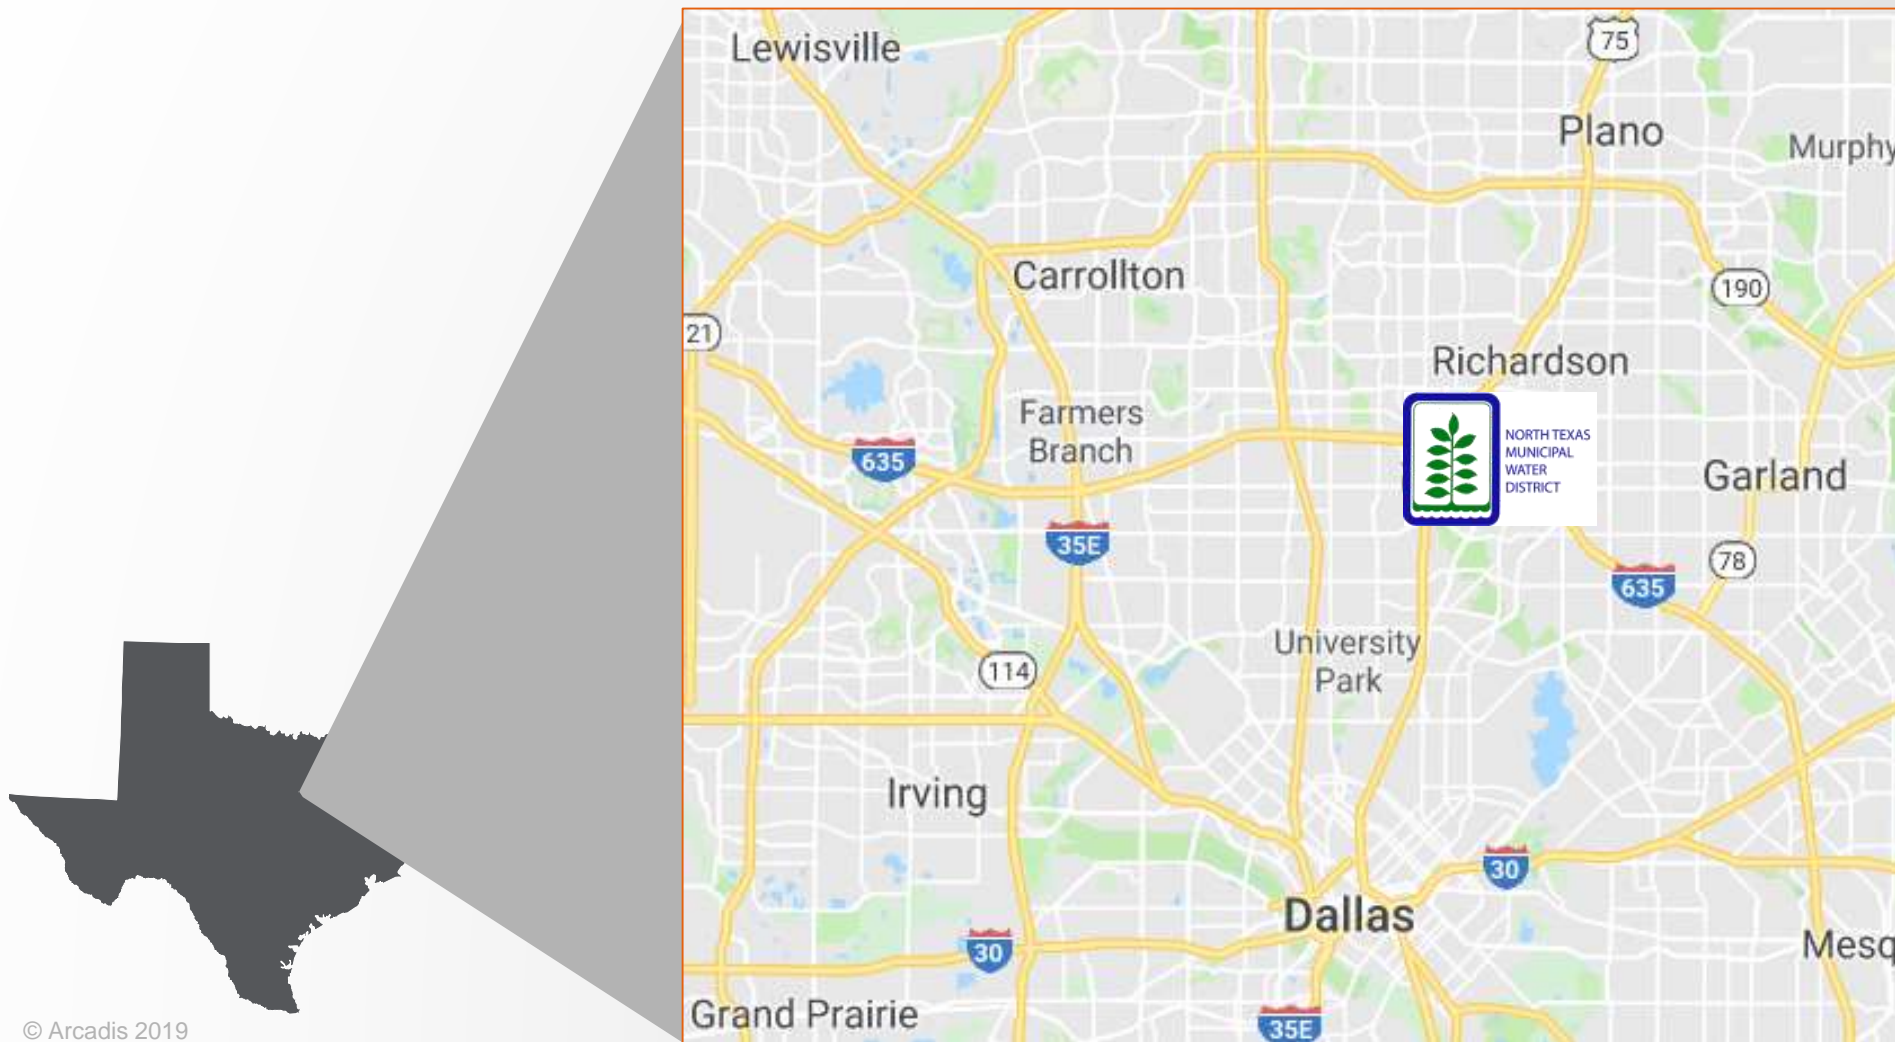 Lewisville
75
Plano
Murphy
Carrollton
190
21
Richardson
Farmers
Branch
635
NORTH TEXAS
MUNICIPAL
WATER
DISTRICT
Garland
35E
78
635
University
Park
114
Irving
30
Dallas
30
Mesq
Grand Prairie
35E
© Arcadis 2019